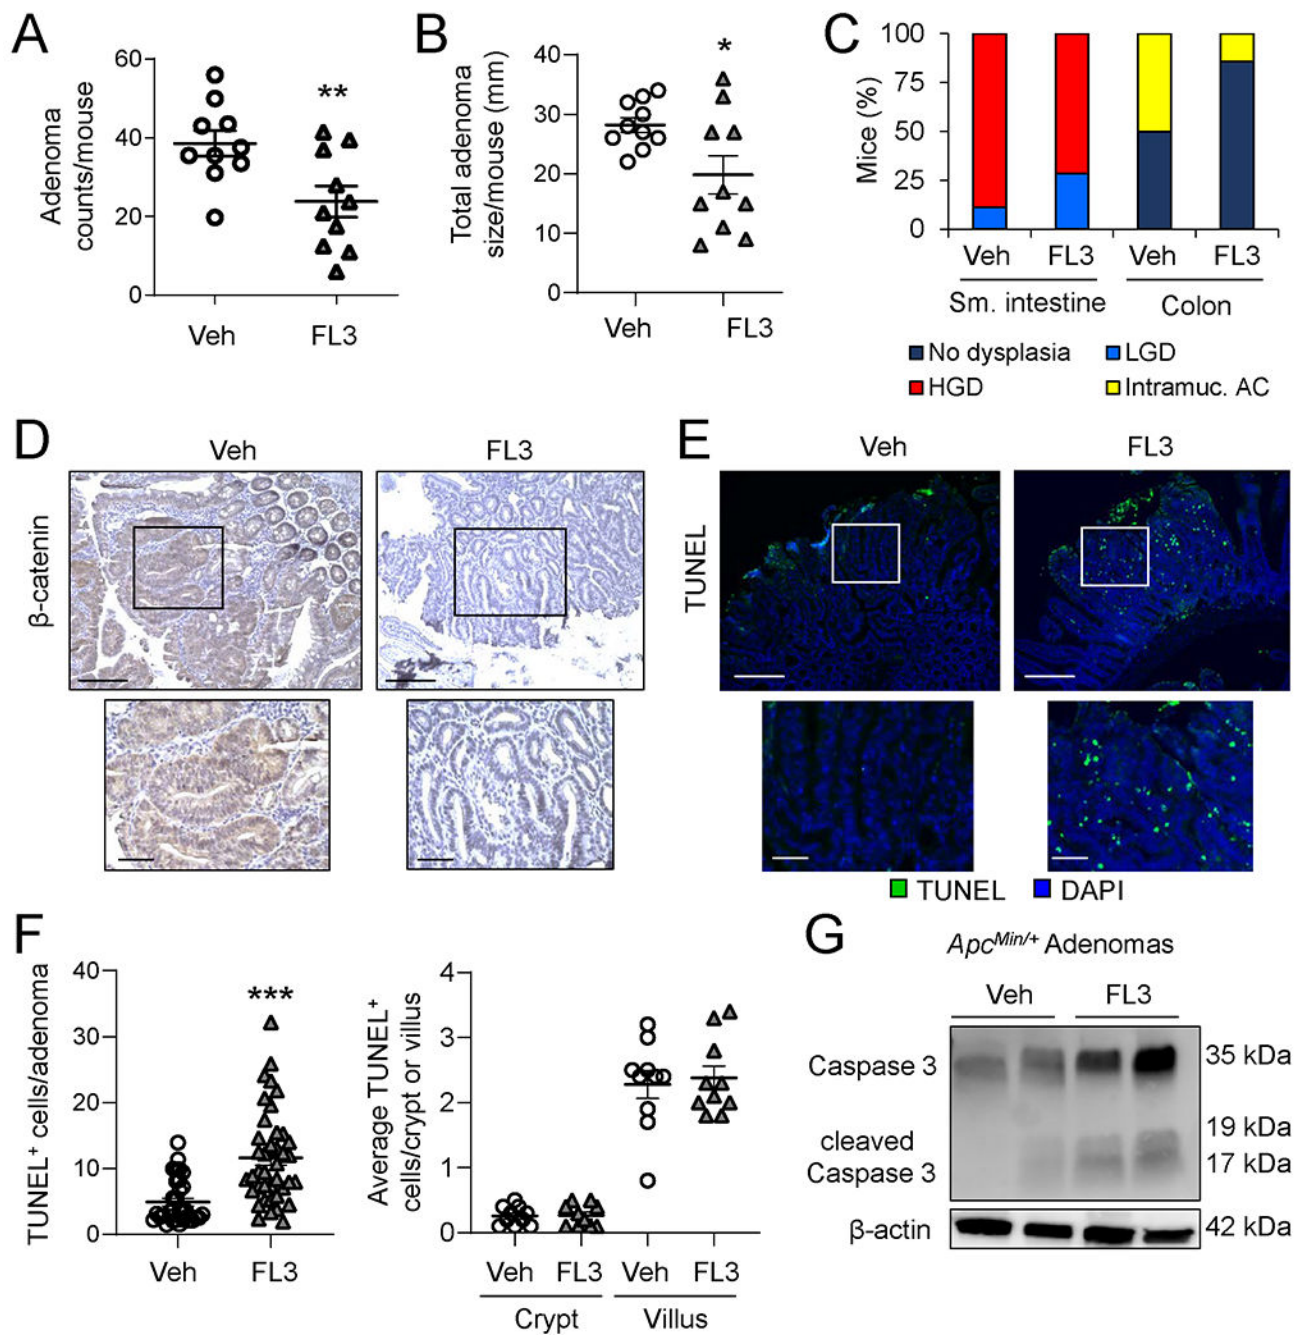 A
Adenoma
counts/mouse
60
40
20
0
**
Veh
FL3
B
Total adenoma
size/mouse (mm)
40
30
20
10
0
*
Veh
FL3
C
Mice (%)
100
75
50
25
0
Veh
FL3
Veh
FL3
Sm. intestine
Colon
No dysplasia
LGD
HGD
Intramuc. AC
D
Veh
FL3
β-catenin
E
Veh
FL3
TUNEL
TUNEL
DAPI
F
TUNEL⁺ cells/adenoma
40
30
20
10
0
***
Veh
FL3
Average TUNEL⁺
cells/crypt or villus
4
3
2
1
0
Veh
FL3
Veh
FL3
Crypt
Villus
G
Apc^Min/+ Adenomas
Veh
FL3
Caspase 3
35 kDa
cleaved
Caspase 3
19 kDa
17 kDa
β-actin
42 kDa